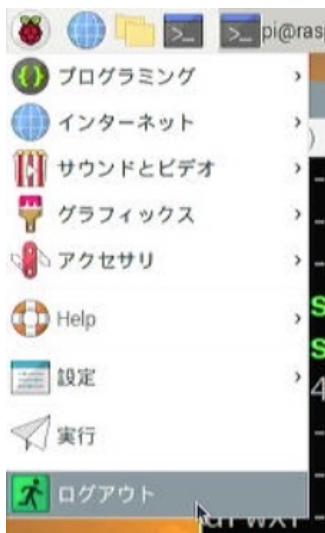 pi@ras
プログラミング
インターネット
サウンドとビデオ
グラフィックス
アクセサリ
Help
設定
実行
ログアウト